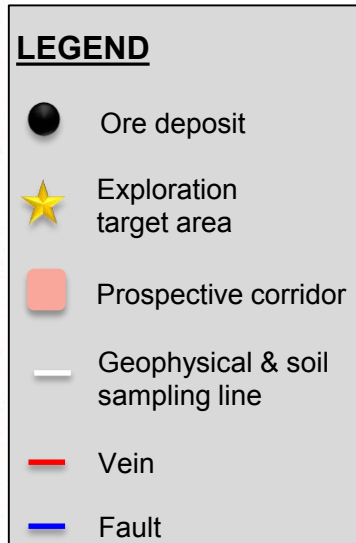 LEGEND
Ore deposit
Exploration
target area
Prospective corridor
Geophysical & soil
sampling line
Vein
Fault